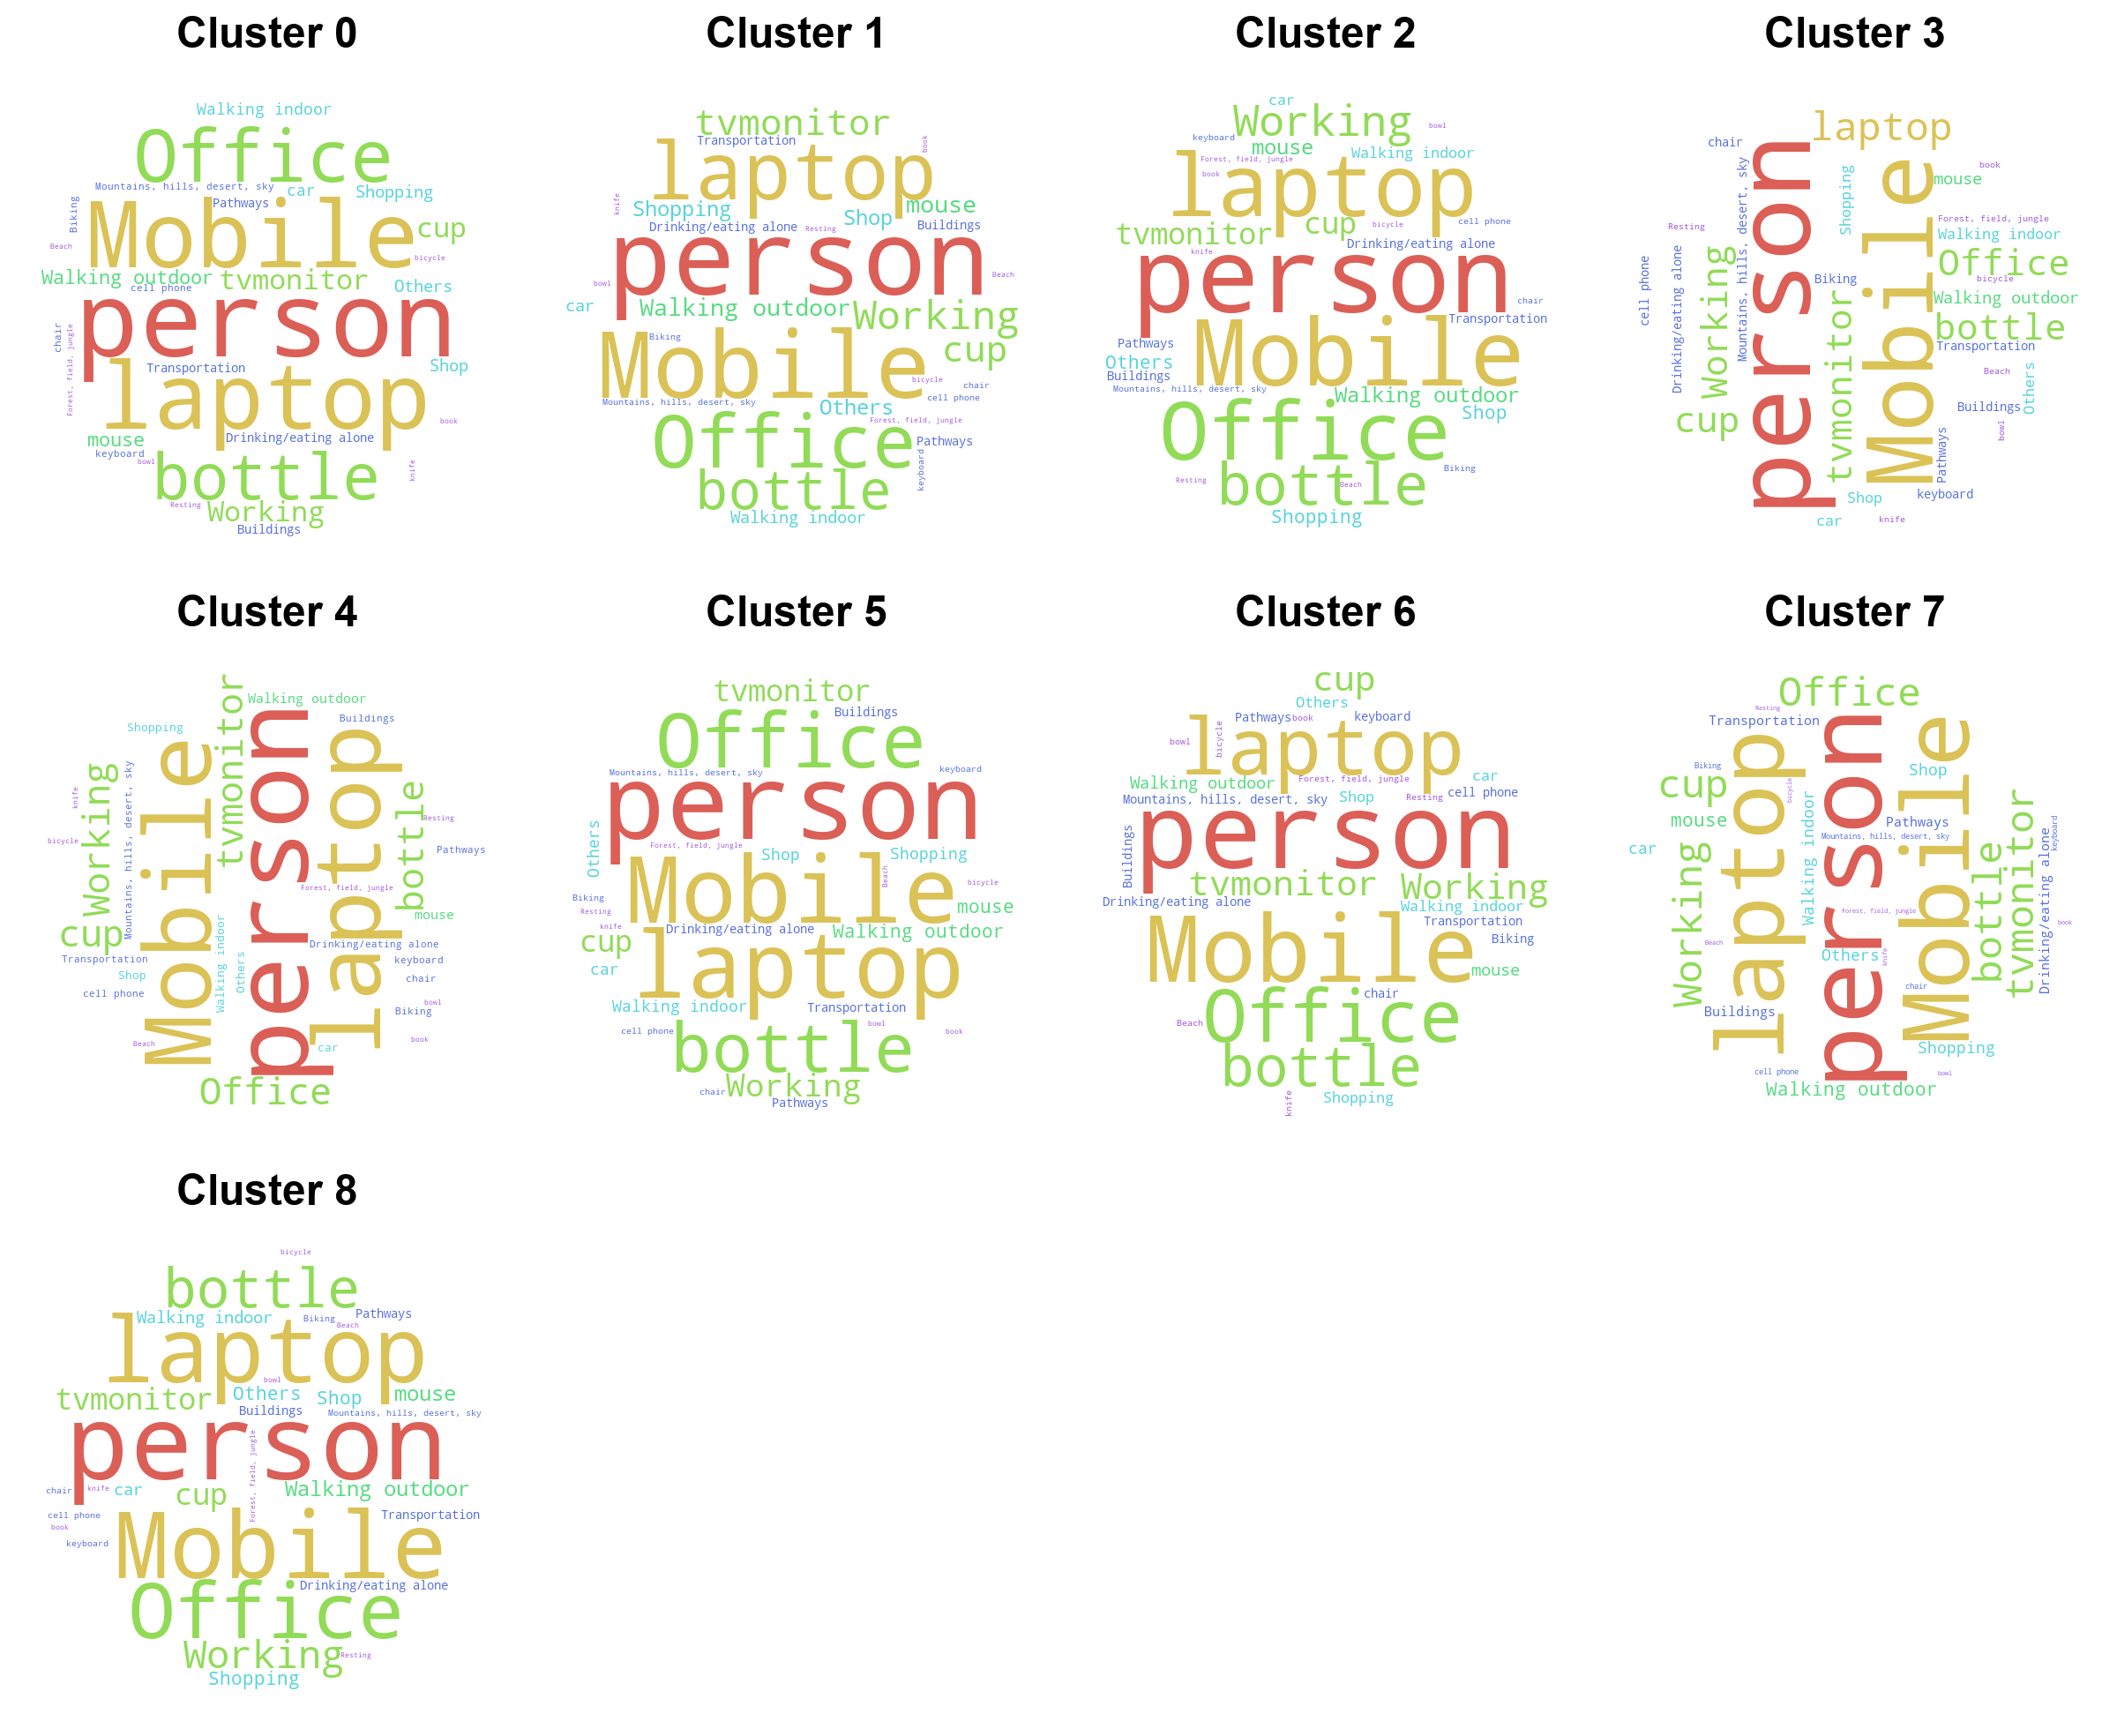 Cluster 0
Walking indoor
Office
Mountains, hills, desert, sky
car
Shopping
Biking
Pathways
Mobile
cup
Beach
bicycle
Walking outdoor
tvmonitor
cell phone
Others
person
chair
Forest, field, jungle
Transportation
Shop
laptop
book
mouse
Drinking/eating alone
keyboard
bowl
bottle
knife
Resting
Working
Buildings
Cluster 1
tvmonitor
Transportation
book
laptop
knife
Shopping
Shop
mouse
Drinking/eating alone
Resting
Buildings
person
Beach
bowl
car
Walking outdoor
Working
Biking
Mobile
cup
bicycle
chair
cell phone
Mountains, hills, desert, sky
Others
Forest, field, jungle
Office
Pathways
keyboard
bottle
Walking indoor
Cluster 2
car
Working
bowl
keyboard
mouse
Walking indoor
Forest, field, jungle
book
laptop
cup
bicycle
cell phone
tvmonitor
Drinking/eating alone
knife
person
chair
Transportation
Mobile
Pathways
Others
Buildings
Mountains, hills, desert, sky
Walking outdoor
Shop
Office
Biking
Resting
bottle
Beach
Shopping
Cluster 3
laptop
chair
person
Mountains, hills, desert, sky
Shopping
Mobile
book
mouse
Resting
Forest, field, jungle
Walking indoor
Working
Drinking/eating alone
cell phone
Office
Biking
bicycle
tvmonitor
Walking outdoor
bottle
Transportation
Beach
Others
cup
Buildings
bowl
Pathways
Shop
keyboard
car
knife
Cluster 4
tvmonitor
Walking outdoor
Shopping
person
Buildings
laptop
Mobile
Working
Mountains, hills, desert, sky
knife
bottle
Resting
bicycle
Pathways
Forest, field, jungle
mouse
cup
Walking indoor
Drinking/eating alone
Transportation
Others
keyboard
Shop
chair
cell phone
bowl
Biking
Beach
car
book
Office
Cluster 5
tvmonitor
Buildings
Office
Mountains, hills, desert, sky
keyboard
person
Others
Forest, field, jungle
Shop
Shopping
Mobile
Beach
bicycle
Biking
mouse
Resting
knife
Drinking/eating alone
Walking outdoor
cup
laptop
car
Walking indoor
Transportation
cell phone
bowl
book
bottle
Working
chair
Pathways
Cluster 6
cup
Others
Pathways
book
keyboard
laptop
bicycle
bowl
Walking outdoor
Forest, field, jungle
car
cell phone
Mountains, hills, desert, sky
Shop
Resting
person
Buildings
tvmonitor
Working
Drinking/eating alone
Walking indoor
Mobile
Transportation
Biking
mouse
chair
Office
Beach
bottle
knife
Shopping
Cluster 7
Office
Resting
Transportation
person
Mobile
laptop
Biking
Shop
cup
bicycle
mouse
Walking indoor
Pathways
Mountains, hills, desert, sky
tvmonitor
keyboard
car
Working
bottle
Drinking/eating alone
Forest, field, jungle
book
Beach
Others
knife
chair
Buildings
Shopping
cell phone
bowl
Walking outdoor
Cluster 8
bicycle
bottle
Walking indoor
Biking
Pathways
Beach
laptop
bowl
tvmonitor
Others
Shop
mouse
Buildings
Mountains, hills, desert, sky
person
Forest, field, jungle
chair
knife
car
cup
Walking outdoor
cell phone
Transportation
book
Mobile
keyboard
Drinking/eating alone
Office
Working
Resting
Shopping